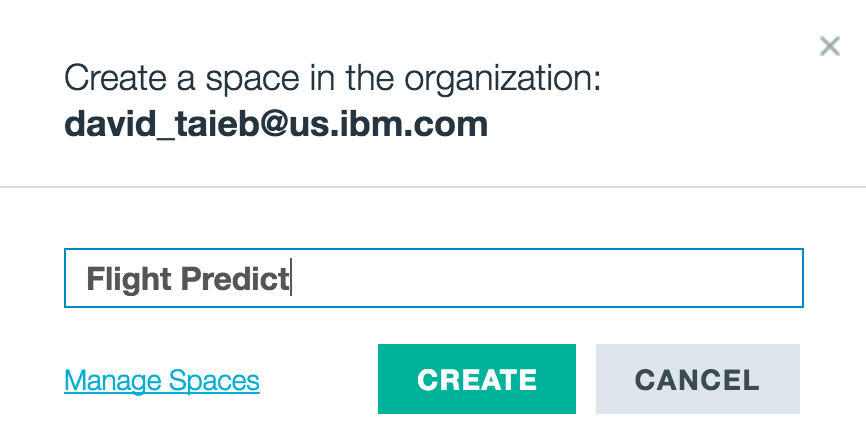 Create a space in the organization:
david_taieb@us.ibm.com
Flight Predict
Manage Spaces
CREATE
CANCEL